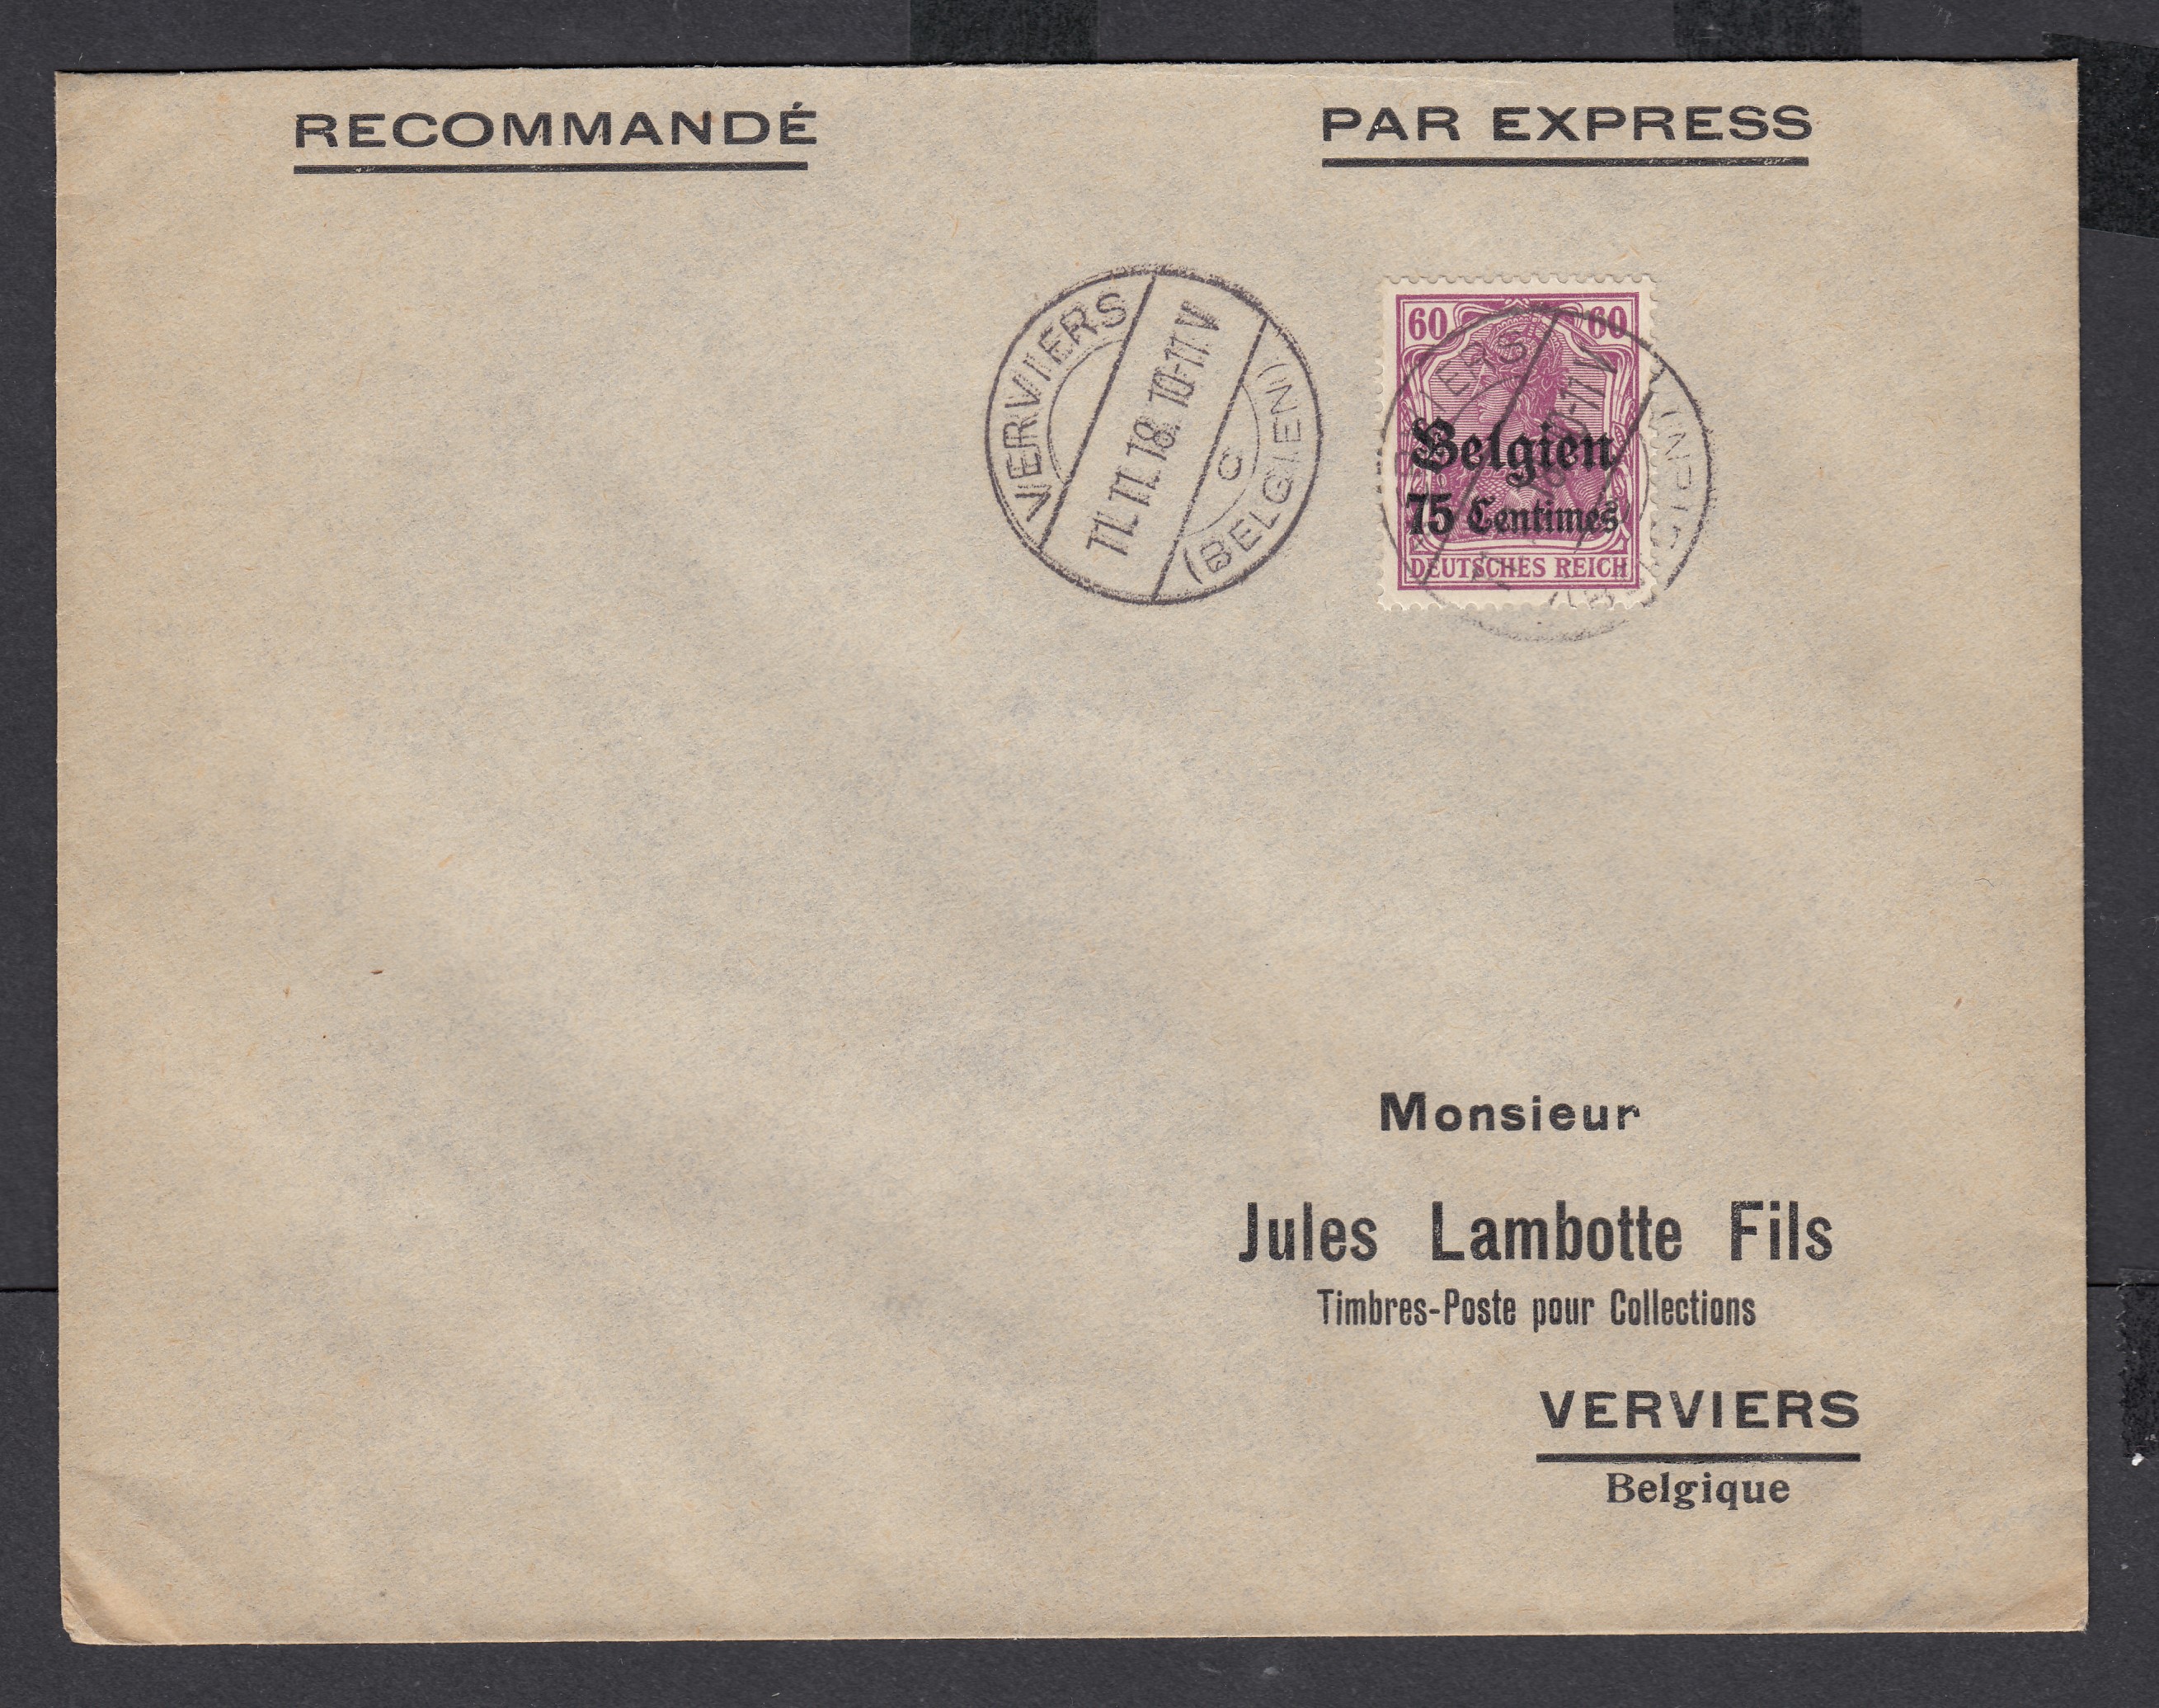 RECOMMANDÉ
PAR EXPRESS
VERVIERS
11.11.18.10-11.V
c
(BELGIEN)
60 60
Belgien
75 Centimes
DEUTSCHES REICH
Monsieur
Jules Lambotte Fils
Timbres-Poste pour Collections
VERVIERS
Belgique